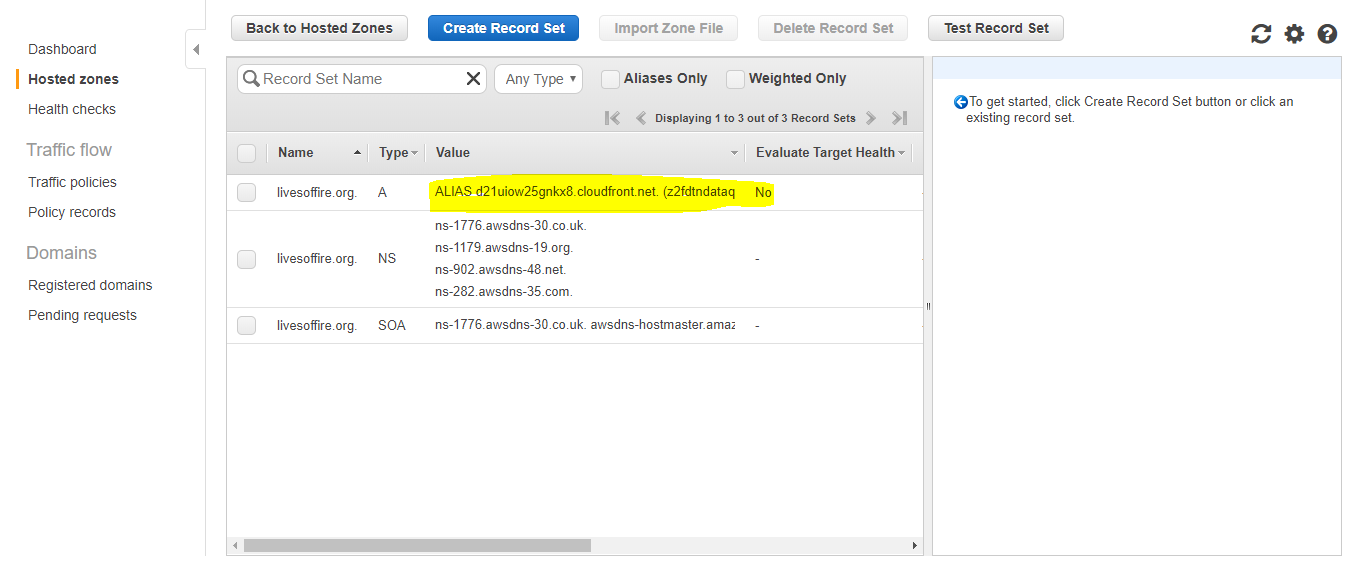 Back to Hosted Zones Create Record Set Import Zone File Delete Record Set Test Record Set
Dashboard
Hosted zones
Health checks
Traffic flow
Traffic policies
Policy records
Domains
Registered domains
Pending requests
Record Set Name Any Type Aliases Only Weighted Only
Displaying 1 to 3 out of 3 Record Sets
Name Type Value Evaluate Target Health
livesoffire.org. A ALIAS d21uiow25gnkx8.cloudfront.net. (z2fdtndataq No
livesoffire.org. NS
ns-1776.awsdns-30.co.uk.
ns-1179.awsdns-19.org.
ns-902.awsdns-48.net.
ns-282.awsdns-35.com.
-
livesoffire.org. SOA ns-1776.awsdns-30.co.uk. awsdns-hostmaster.amaz -
To get started, click Create Record Set button or click an
existing record set.